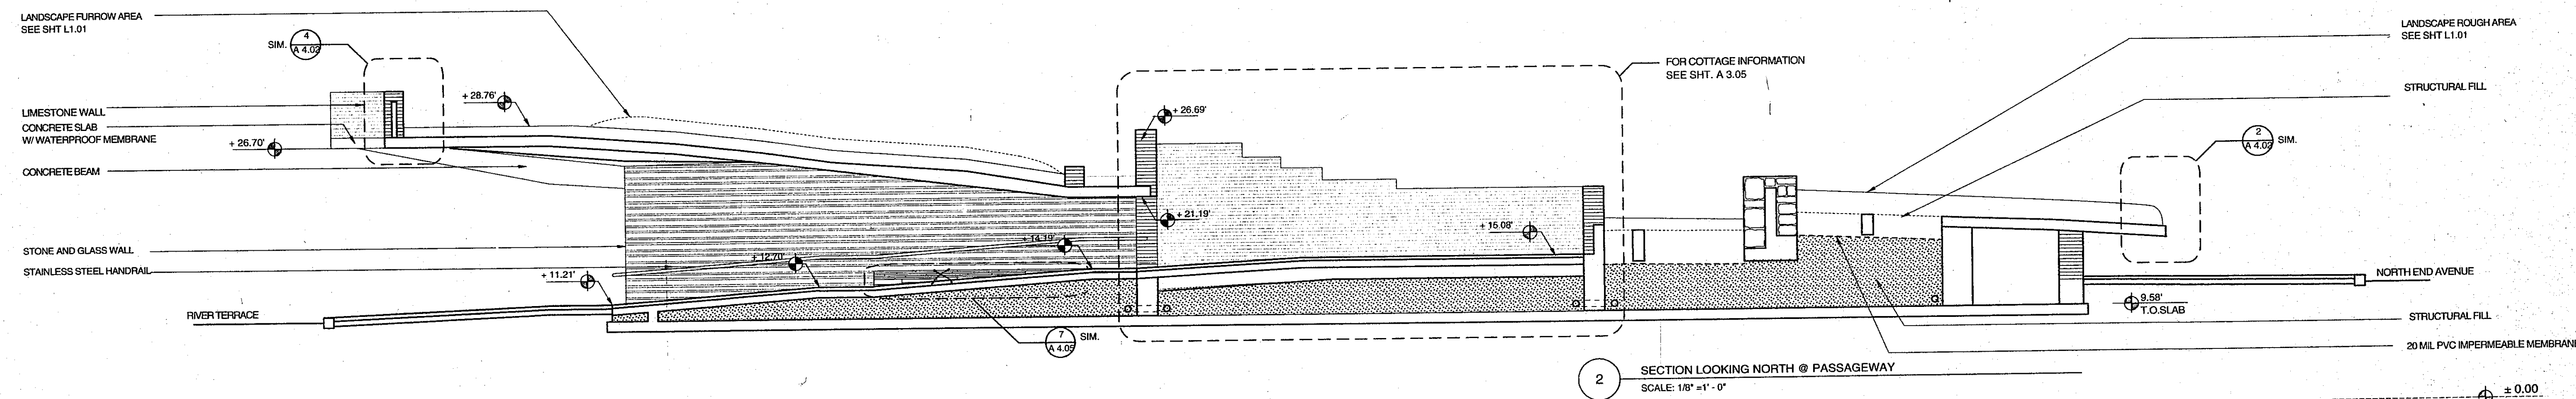 LANDSCAPE FURROW AREA
SEE SHT L1.01
SIM.
4
A 4.02
LIMESTONE WALL
CONCRETE SLAB
W/ WATERPROOF MEMBRANE
+ 28.76'
+ 26.70'
CONCRETE BEAM
STONE AND GLASS WALL
STAINLESS STEEL HANDRAIL
+ 11.21'
+ 12.70'
+ 14.19'
RIVER TERRACE
7
A 4.05
SIM.
FOR COTTAGE INFORMATION
SEE SHT. A 3.05
+ 26.69'
+ 21.19'
+ 15.08'
LANDSCAPE ROUGH AREA
SEE SHT L1.01
STRUCTURAL FILL
2
A 4.02
SIM.
NORTH END AVENUE
9.58'
T.O.SLAB
STRUCTURAL FILL
20 MIL PVC IMPERMEABLE MEMBRANE
2
SECTION LOOKING NORTH @ PASSAGEWAY
SCALE: 1/8" =1' - 0"
± 0.00